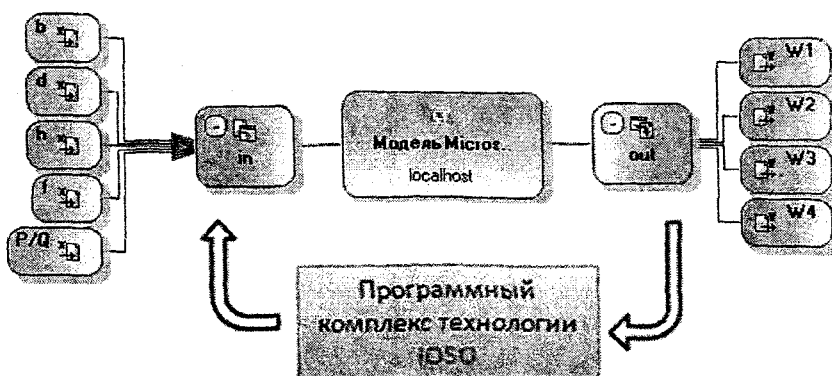 b
d
h
f
P/Q
in
Модель Micros...
localhost
out
W1
W2
W3
W4
Программный
комплекс технологии
iOSO